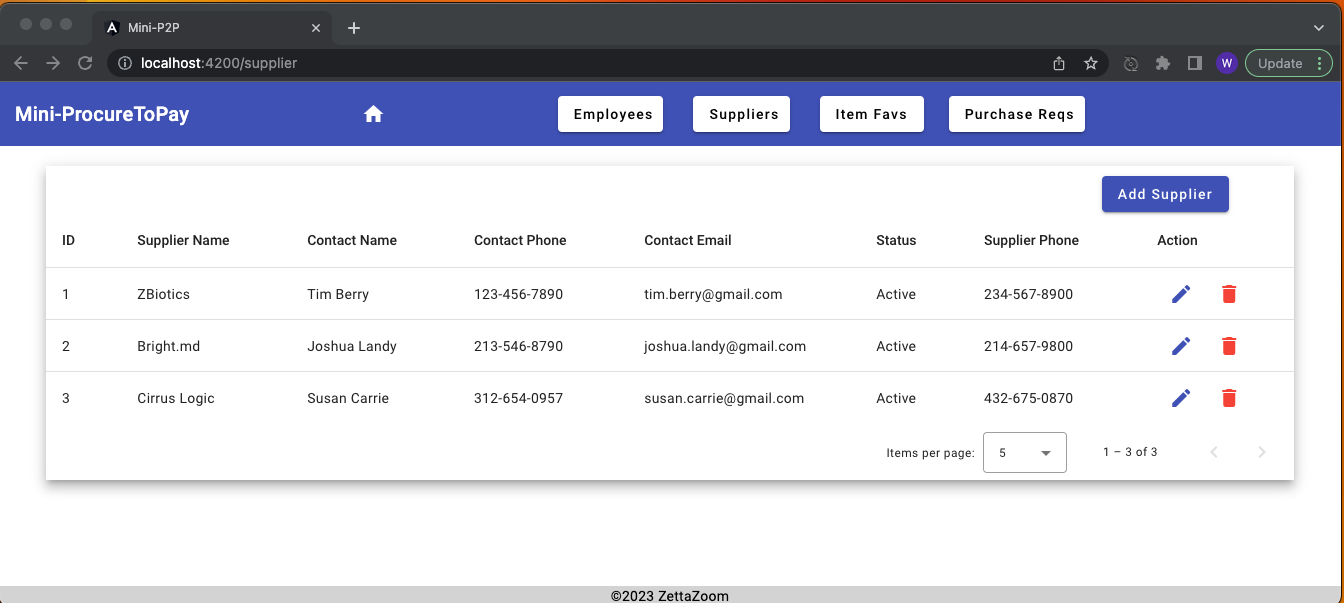 Mini-P2P
localhost:4200/supplier
W
Update
Mini-ProcureToPay
Employees
Suppliers
Item Favs
Purchase Reqs
Add Supplier
ID Supplier Name Contact Name Contact Phone Contact Email Status Supplier Phone Action
1 ZBiotics Tim Berry 123-456-7890 tim.berry@gmail.com Active 234-567-8900
2 Bright.md Joshua Landy 213-546-8790 joshua.landy@gmail.com Active 214-657-9800
3 Cirrus Logic Susan Carrie 312-654-0957 susan.carrie@gmail.com Active 432-675-0870
Items per page: 5 1 – 3 of 3
©2023 ZettaZoom